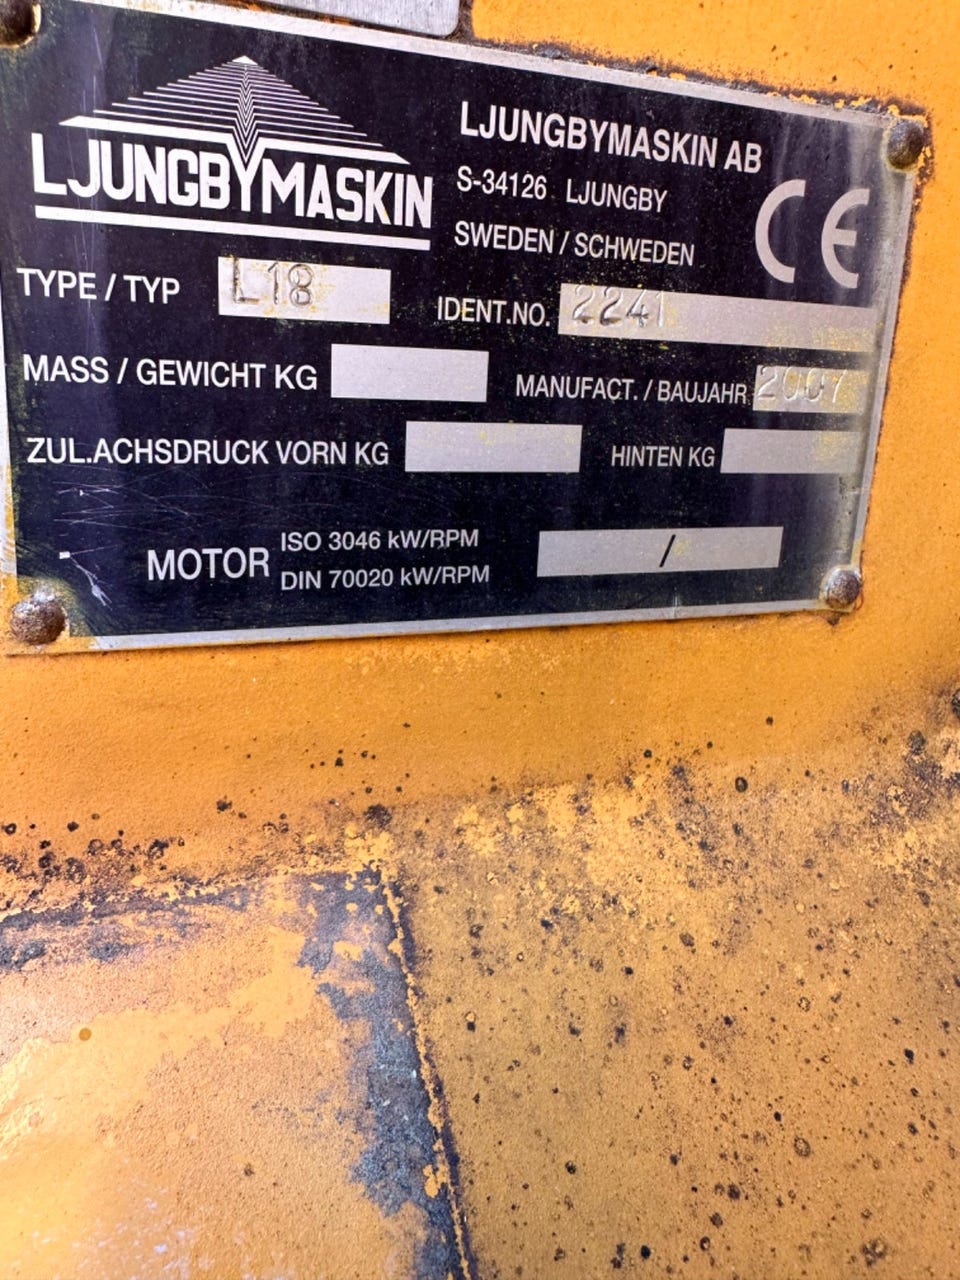 LJUNGBYMASKIN
LJUNGBYMASKIN AB
S-34126 LJUNGBY
SWEDEN / SCHWEDEN
CE
TYPE / TYP L18
IDENT.NO. 2241
MASS / GEWICHT KG
MANUFACT. / BAUJAHR 2007
ZUL.ACHSDRUCK VORN KG
HINTEN KG
MOTOR ISO 3046 kW/RPM /
DIN 70020 kW/RPM